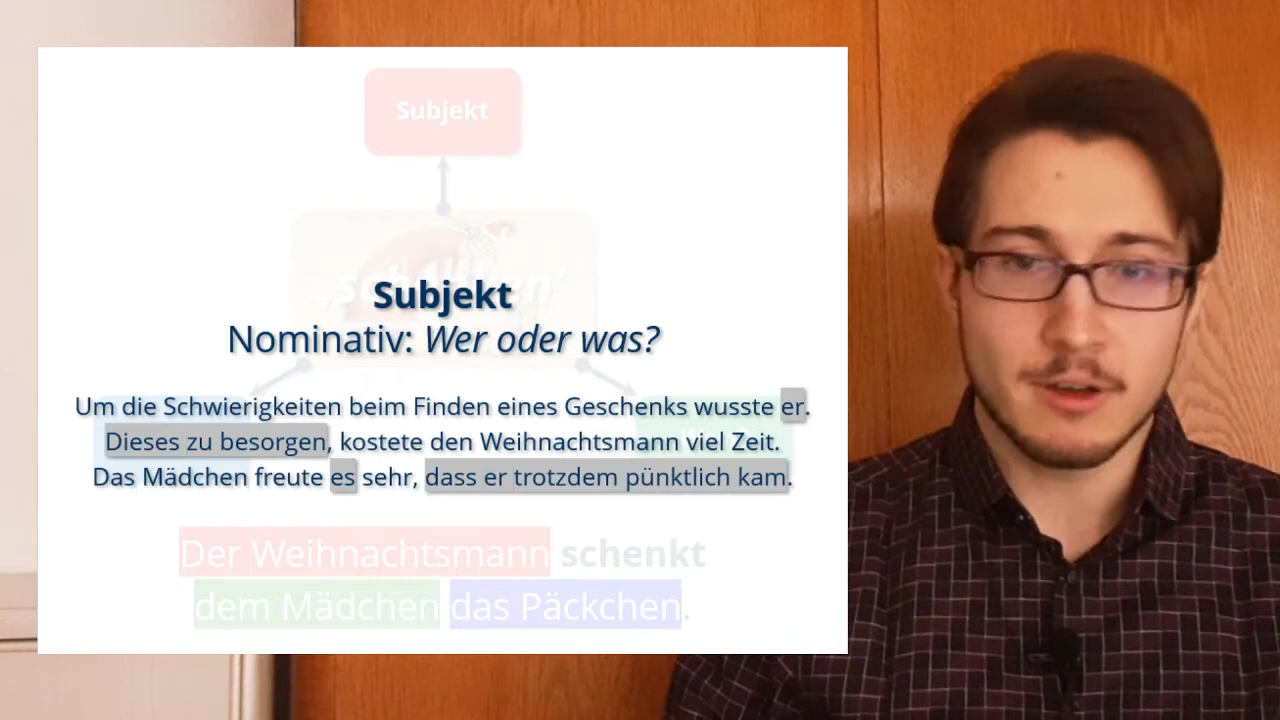 Subjekt
Subjekt
Nominativ: Wer oder was?
Um die Schwierigkeiten beim Finden eines Geschenks wusste er.
Dieses zu besorgen, kostete den Weihnachtsmann viel Zeit.
Das Mädchen freute es sehr, dass er trotzdem pünktlich kam.
Der Weihnachtsmann schenkt
dem Mädchen das Päckchen.